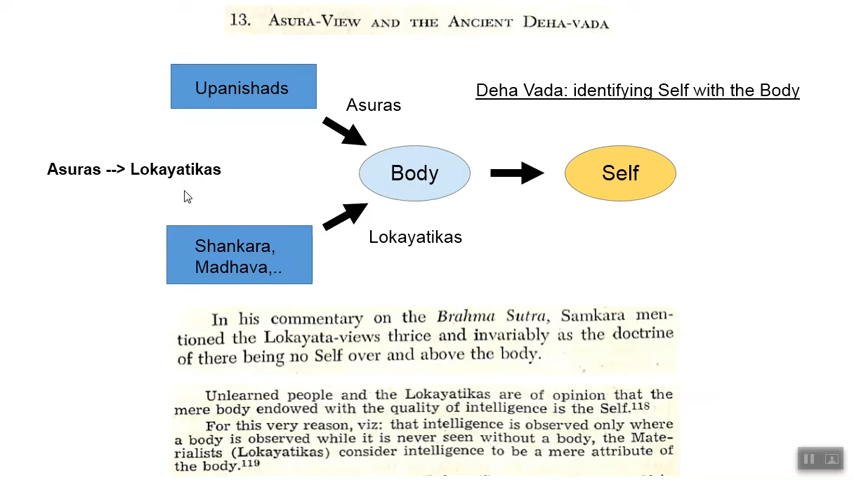 13. ASURA-VIEW AND THE ANCIENT DEHA-VADA
Upanishads
Asuras
Deha Vada: identifying Self with the Body
Asuras --> Lokayatikas
Body
Self
Shankara,
Madhava,..
Lokayatikas
In his commentary on the Brahma Sutra, Samkara men-
tioned the Lokayata-views thrice and invariably as the doctrine
of there being no Self over and above the body.
Unlearned people and the Lokayatikas are of opinion that the
mere body endowed with the quality of intelligence is the Self.118
For this very reason, viz: that intelligence is observed only where
a body is observed while it is never seen without a body, the Mate-
rialists (Lokayatikas) consider intelligence to be a mere attribute of
the body.119